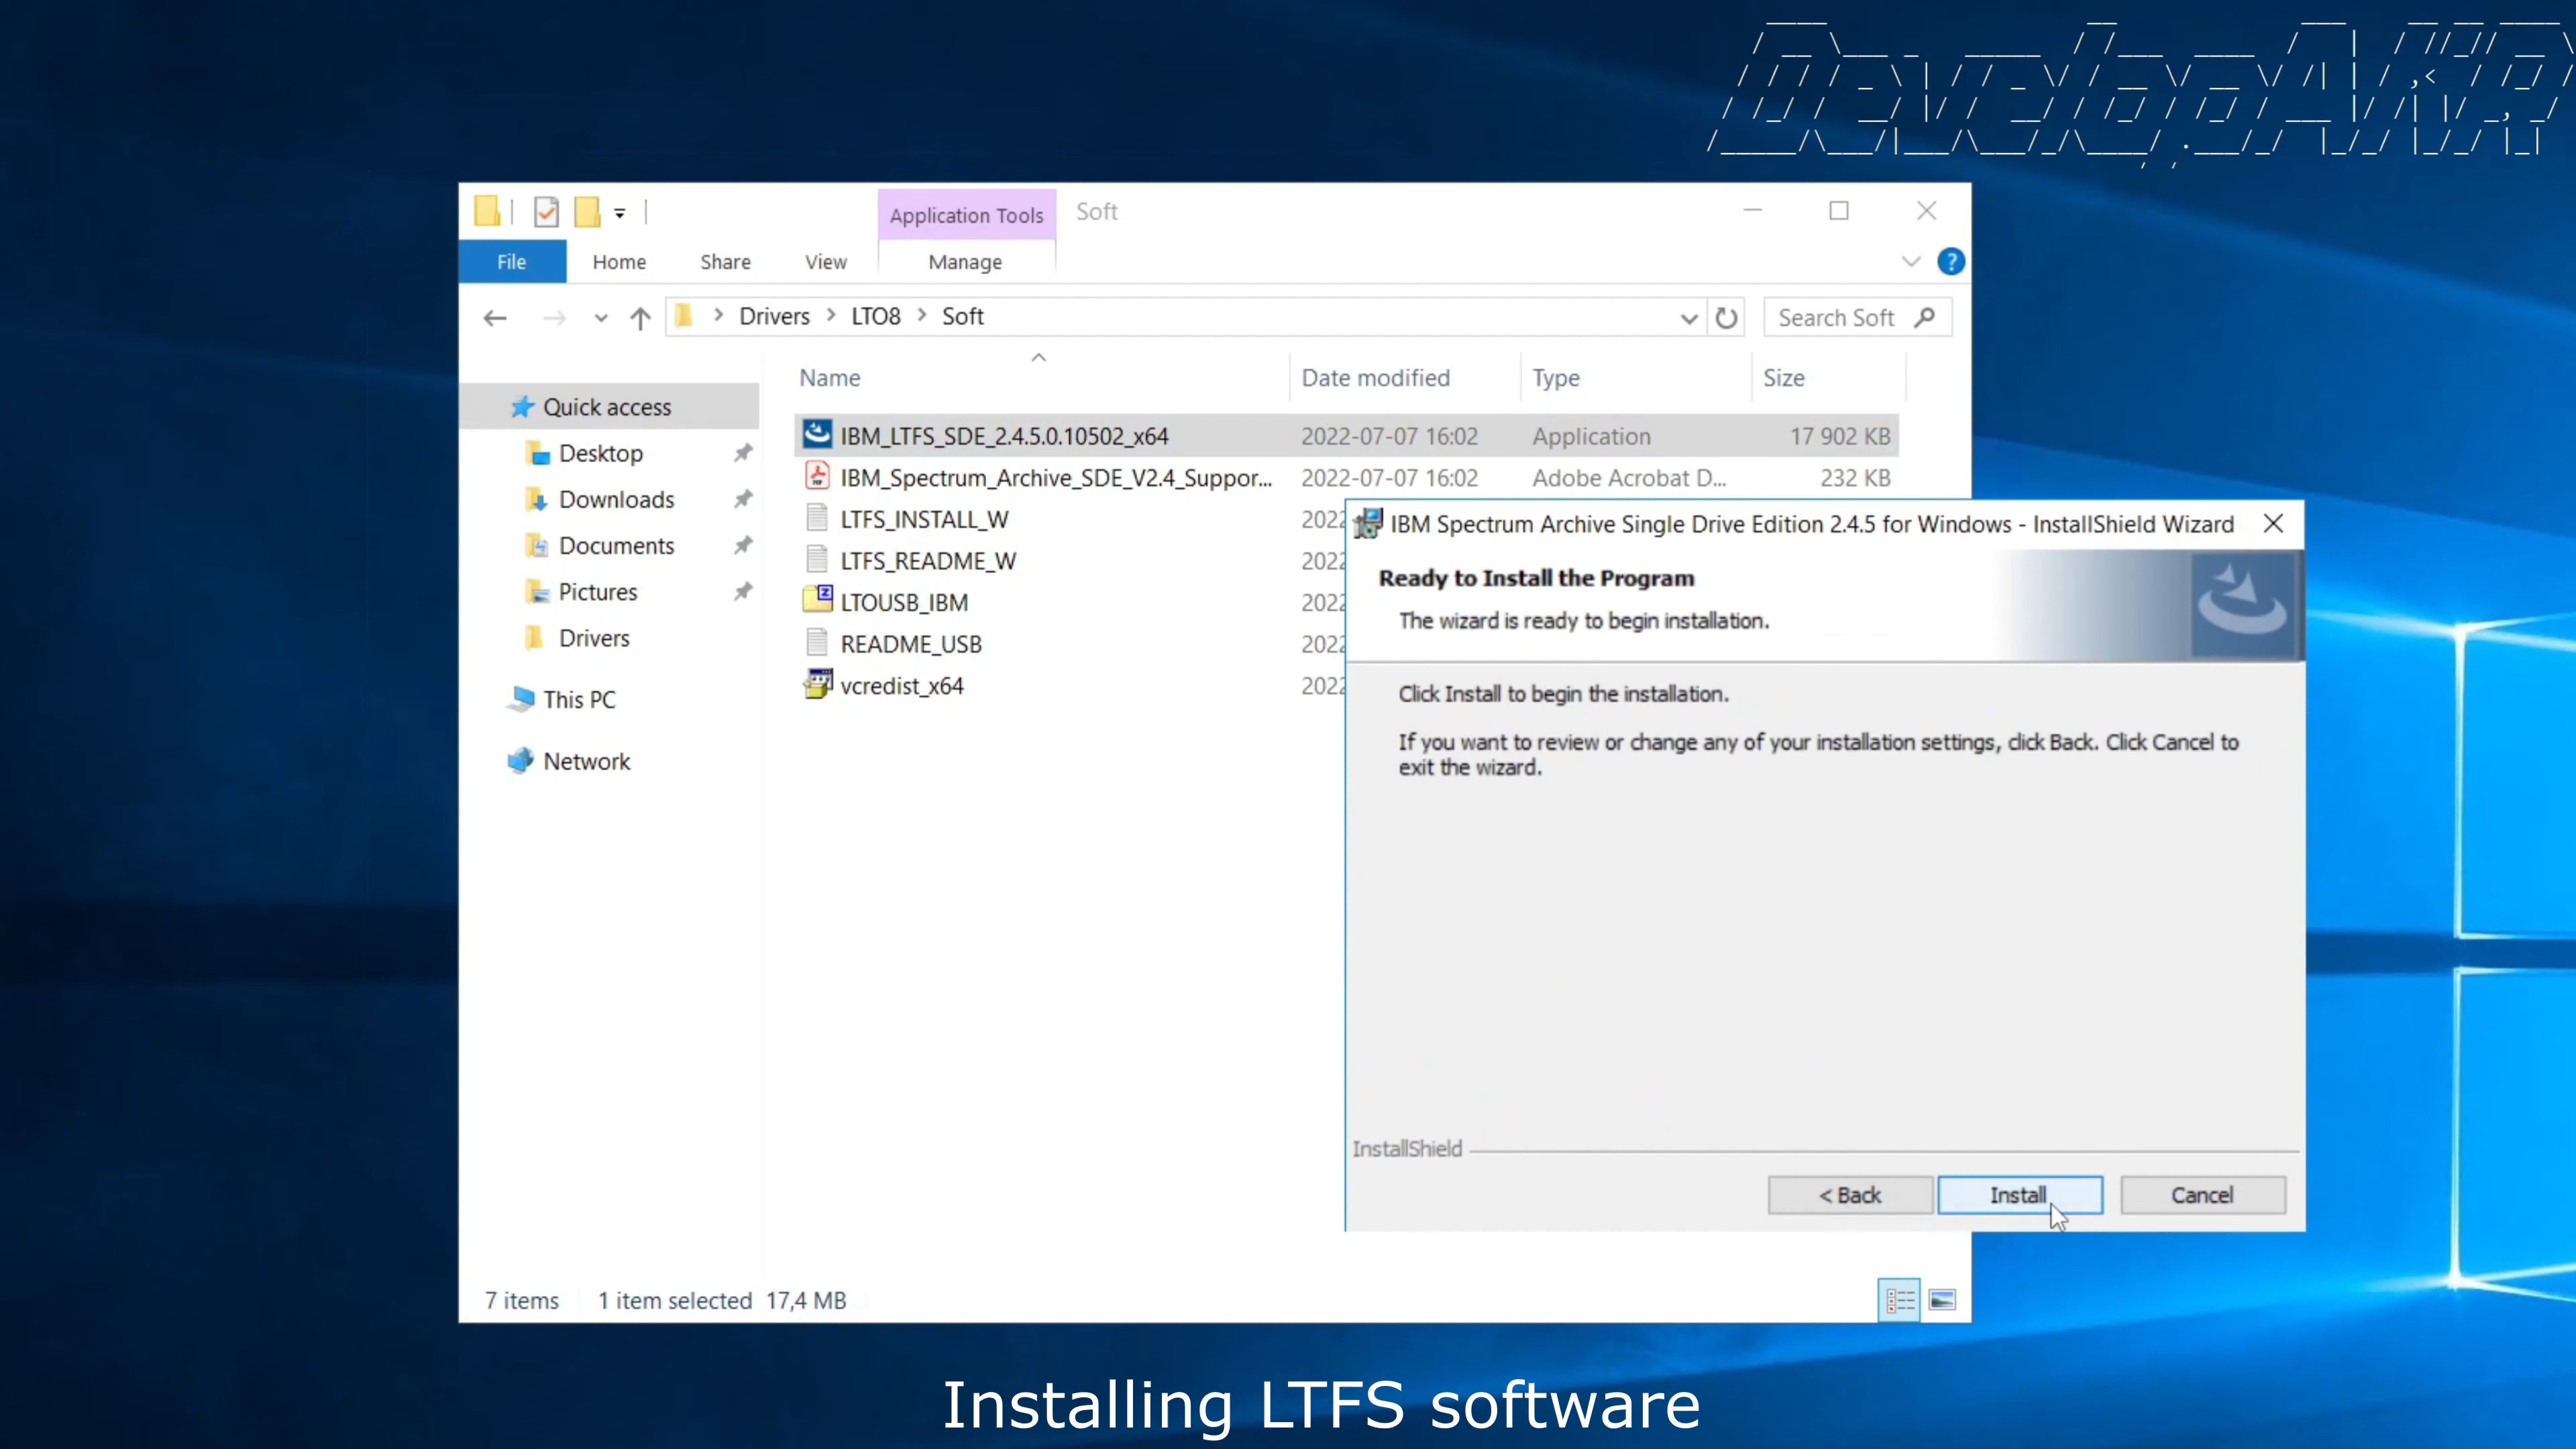 DevelopAKR
Application Tools
Soft
File
Home
Share
View
Manage
Drivers
LTO8
Soft
Search Soft
Name
Date modified
Type
Size
Quick access
Desktop
Downloads
Documents
Pictures
Drivers
This PC
Network
IBM_LTFS_SDE_2.4.5.0.10502_x64 2022-07-07 16:02 Application 17 902 KB
IBM_Spectrum_Archive_SDE_V2.4_Suppor... 2022-07-07 16:02 Adobe Acrobat D... 232 KB
LTFS_INSTALL_W 2022
LTFS_README_W 2022
LTOUSB_IBM 2022
README_USB 2022
vcredist_x64 2022
IBM Spectrum Archive Single Drive Edition 2.4.5 for Windows - InstallShield Wizard
Ready to Install the Program
The wizard is ready to begin installation.
Click Install to begin the installation.
If you want to review or change any of your installation settings, click Back. Click Cancel to
exit the wizard.
InstallShield
< Back
Install
Cancel
7 items
1 item selected 17,4 MB
Installing LTFS software